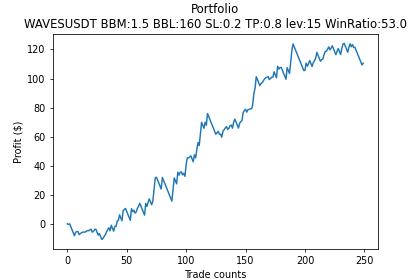 Portfolio
WAVESUSDT BBM:1.5 BBL:160 SL:0.2 TP:0.8 lev:15 WinRatio:53.0
120
100
80
60
40
20
0
Profit ($)
0 50 100 150 200 250
Trade counts